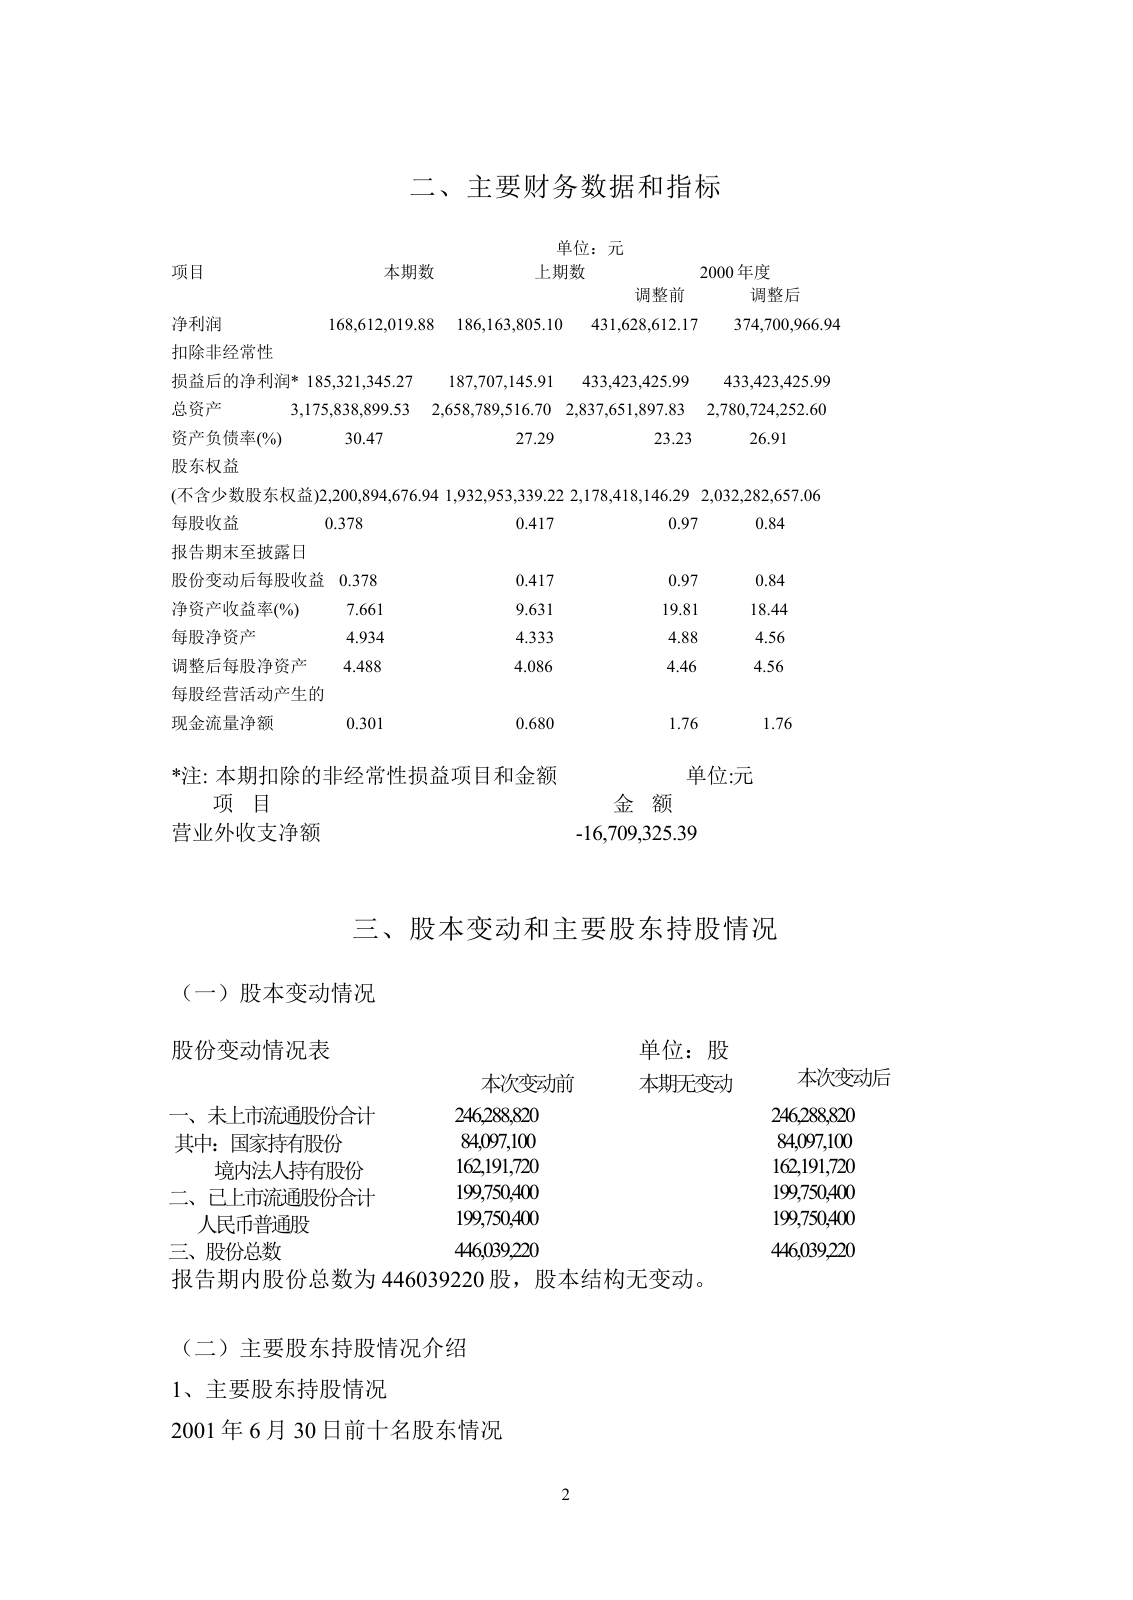 二、主要财务数据和指标
单位：元
项目 本期数 上期数 2000 年度
调整前 调整后
净利润 168,612,019.88 186,163,805.10 431,628,612.17 374,700,966.94
扣除非经常性
损益后的净利润* 185,321,345.27 187,707,145.91 433,423,425.99 433,423,425.99
总资产 3,175,838,899.53 2,658,789,516.70 2,837,651,897.83 2,780,724,252.60
资产负债率(%) 30.47 27.29 23.23 26.91
股东权益
(不含少数股东权益)2,200,894,676.94 1,932,953,339.22 2,178,418,146.29 2,032,282,657.06
每股收益 0.378 0.417 0.97 0.84
报告期末至披露日
股份变动后每股收益 0.378 0.417 0.97 0.84
净资产收益率(%) 7.661 9.631 19.81 18.44
每股净资产 4.934 4.333 4.88 4.56
调整后每股净资产 4.488 4.086 4.46 4.56
每股经营活动产生的
现金流量净额 0.301 0.680 1.76 1.76
*注: 本期扣除的非经常性损益项目和金额 单位:元
项 目 金 额
营业外收支净额 -16,709,325.39
三、股本变动和主要股东持股情况
（一）股本变动情况
股份变动情况表 单位：股
本次变动前 本期无变动 本次变动后
一、未上市流通股份合计 246,288,820 246,288,820
其中：国家持有股份 84,097,100 84,097,100
境内法人持有股份 162,191,720 162,191,720
二、已上市流通股份合计 199,750,400 199,750,400
人民币普通股 199,750,400 199,750,400
三、股份总数 446,039,220 446,039,220
报告期内股份总数为 446039220 股，股本结构无变动。
（二）主要股东持股情况介绍
1、主要股东持股情况
2001 年 6 月 30 日前十名股东情况
2